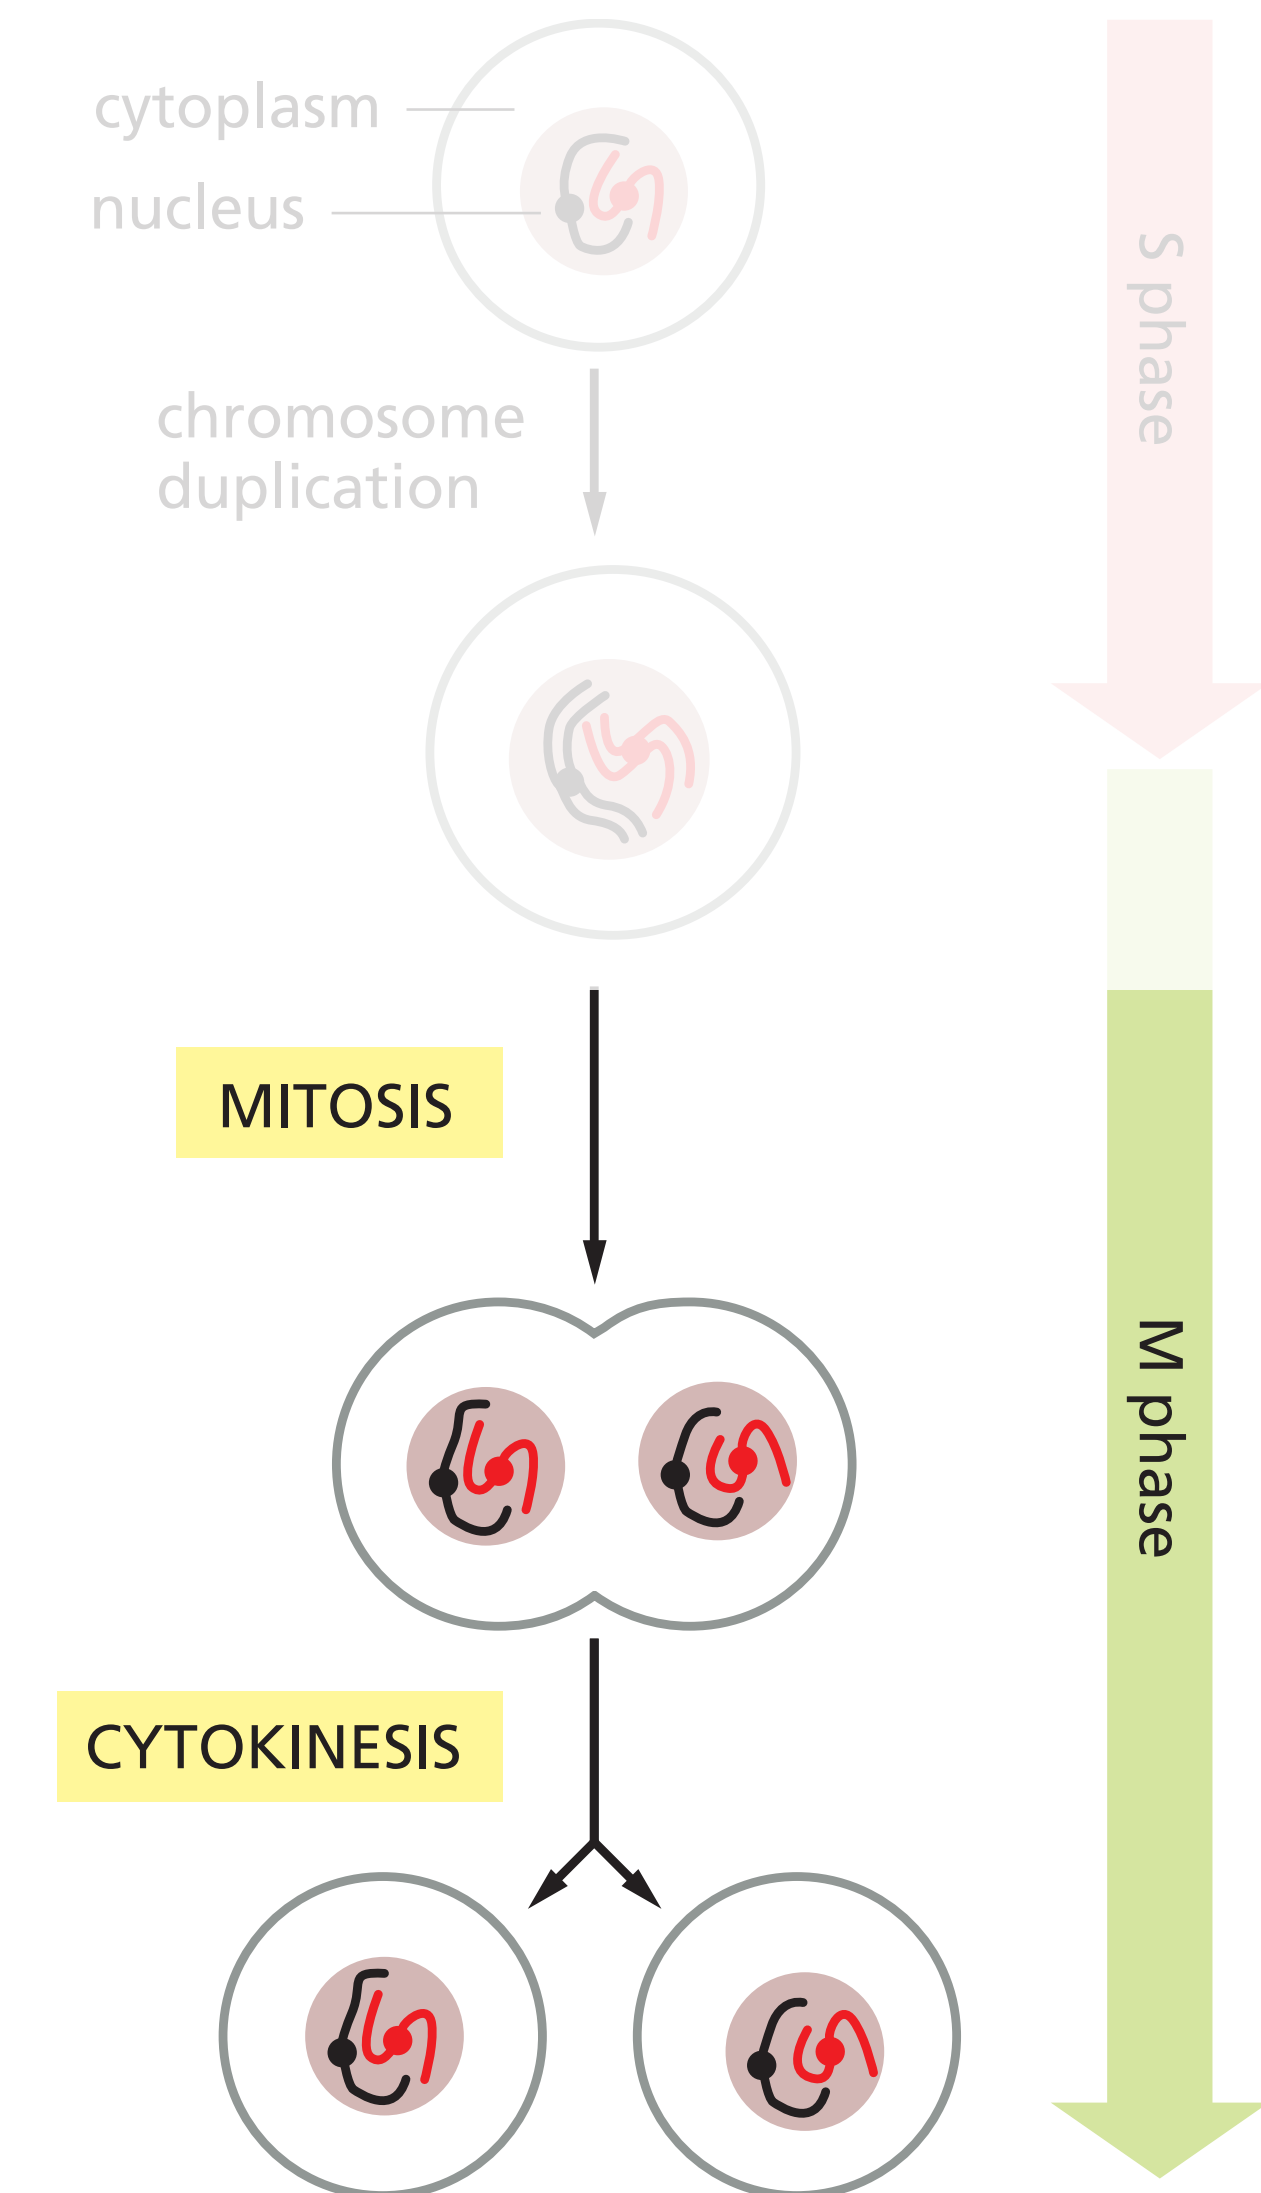 cytoplasm
nucleus
S phase
chromosome
duplication
MITOSIS
M phase
CYTOKINESIS